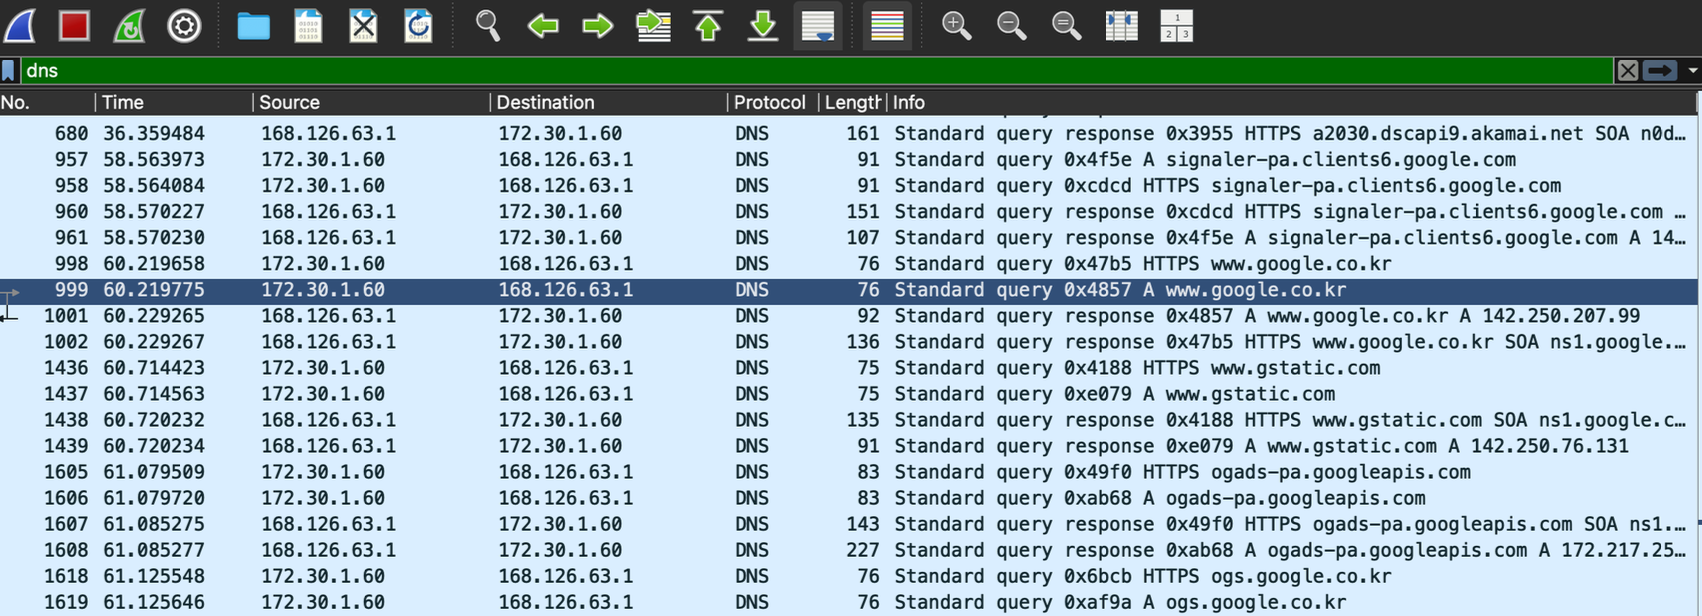 dns
No. Time Source Destination Protocol Length Info
680 36.359484 168.126.63.1 172.30.1.60 DNS 161 Standard query response 0x3955 HTTPS a2030.dscapi9.akamai.net SOA n0d…
957 58.563973 172.30.1.60 168.126.63.1 DNS 91 Standard query 0x4f5e A signaler-pa.clients6.google.com
958 58.564084 172.30.1.60 168.126.63.1 DNS 91 Standard query 0xcdcd HTTPS signaler-pa.clients6.google.com
960 58.570227 168.126.63.1 172.30.1.60 DNS 151 Standard query response 0xcdcd HTTPS signaler-pa.clients6.google.com …
961 58.570230 168.126.63.1 172.30.1.60 DNS 107 Standard query response 0x4f5e A signaler-pa.clients6.google.com A 14…
998 60.219658 172.30.1.60 168.126.63.1 DNS 76 Standard query 0x47b5 HTTPS www.google.co.kr
999 60.219775 172.30.1.60 168.126.63.1 DNS 76 Standard query 0x4857 A www.google.co.kr
1001 60.229265 168.126.63.1 172.30.1.60 DNS 92 Standard query response 0x4857 A www.google.co.kr A 142.250.207.99
1002 60.229267 168.126.63.1 172.30.1.60 DNS 136 Standard query response 0x47b5 HTTPS www.google.co.kr SOA ns1.google.…
1436 60.714423 172.30.1.60 168.126.63.1 DNS 75 Standard query 0x4188 HTTPS www.gstatic.com
1437 60.714563 172.30.1.60 168.126.63.1 DNS 75 Standard query 0xe079 A www.gstatic.com
1438 60.720232 168.126.63.1 172.30.1.60 DNS 135 Standard query response 0x4188 HTTPS www.gstatic.com SOA ns1.google.c…
1439 60.720234 168.126.63.1 172.30.1.60 DNS 91 Standard query response 0xe079 A www.gstatic.com A 142.250.76.131
1605 61.079509 172.30.1.60 168.126.63.1 DNS 83 Standard query 0x49f0 HTTPS ogads-pa.googleapis.com
1606 61.079720 172.30.1.60 168.126.63.1 DNS 83 Standard query 0xab68 A ogads-pa.googleapis.com
1607 61.085275 168.126.63.1 172.30.1.60 DNS 143 Standard query response 0x49f0 HTTPS ogads-pa.googleapis.com SOA ns1.…
1608 61.085277 168.126.63.1 172.30.1.60 DNS 227 Standard query response 0xab68 A ogads-pa.googleapis.com A 172.217.25…
1618 61.125548 172.30.1.60 168.126.63.1 DNS 76 Standard query 0x6bcb HTTPS ogs.google.co.kr
1619 61.125646 172.30.1.60 168.126.63.1 DNS 76 Standard query 0xaf9a A ogs.google.co.kr